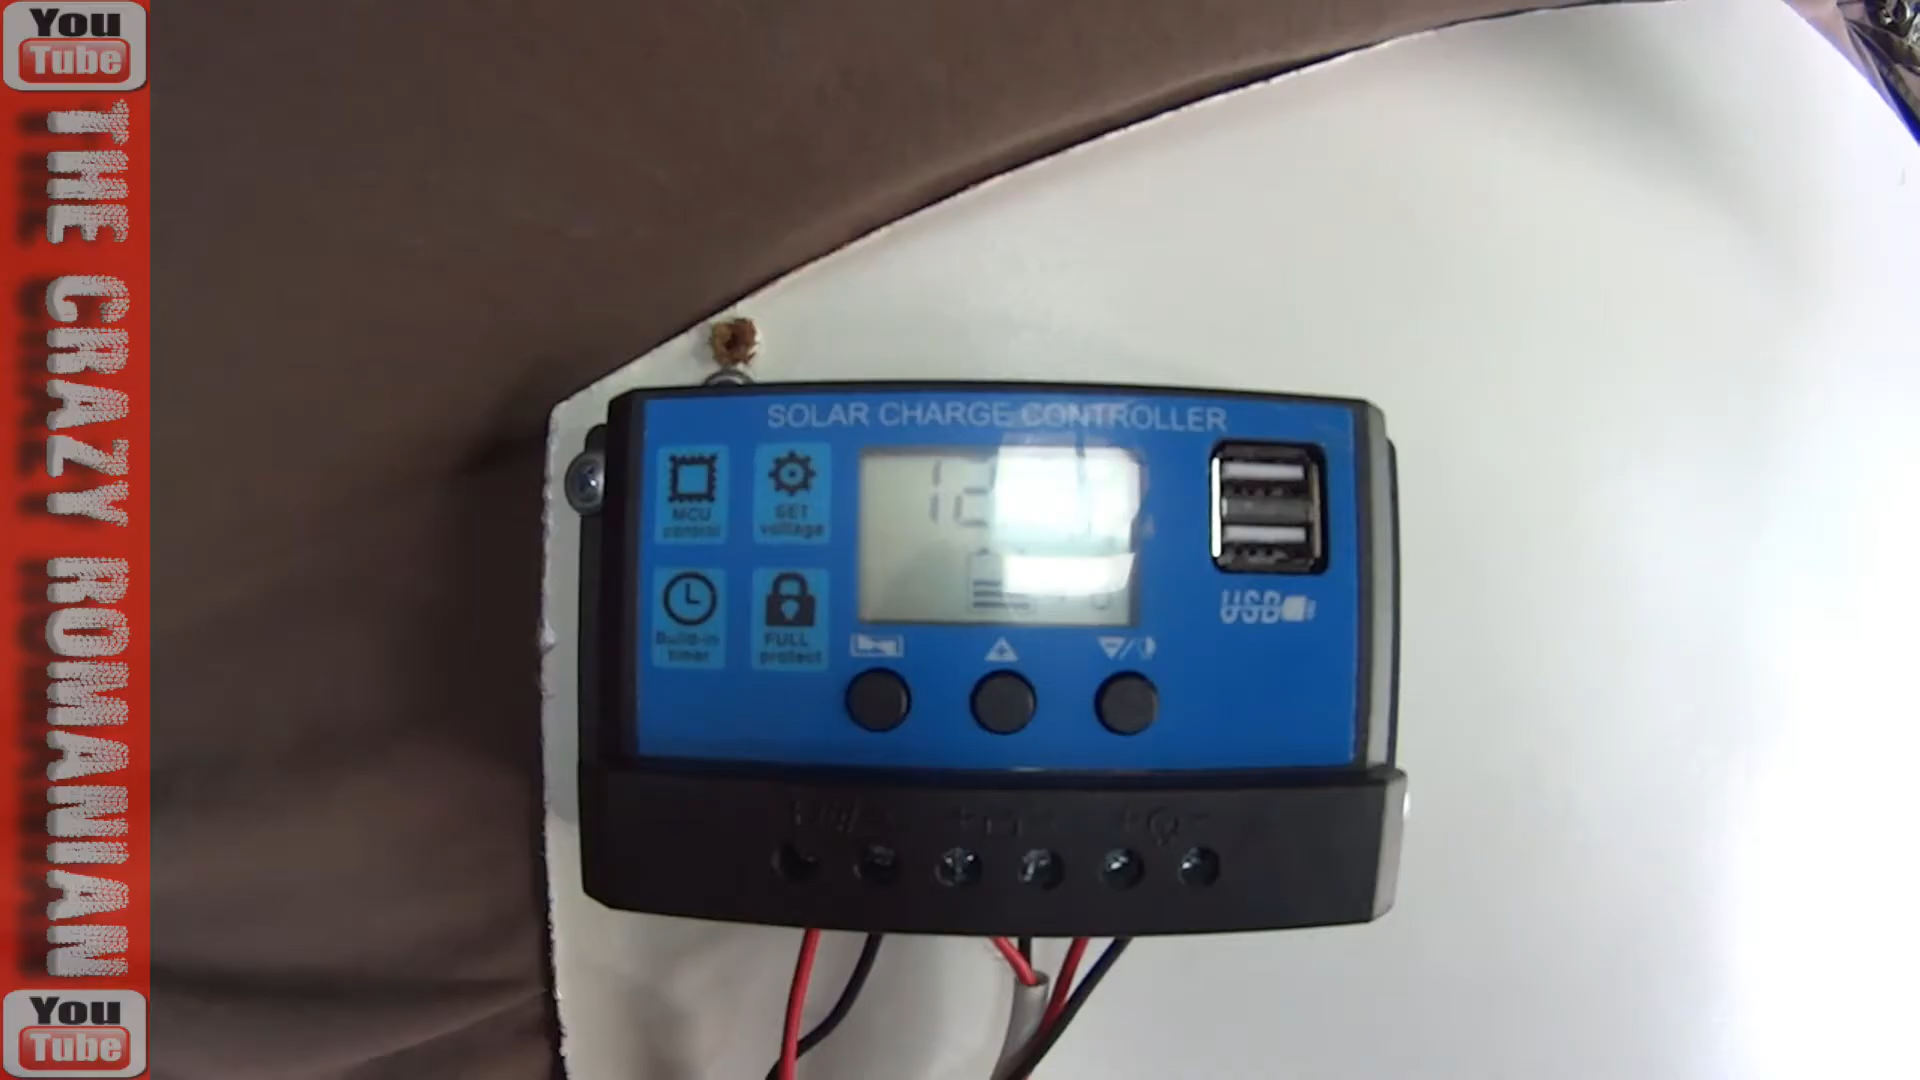 You
Tube
THE CRAZY ROMANIAN
You
Tube
SOLAR CHARGE CONTROLLER
MCU
control
SET
voltage
Build-in
timer
FULL
protect
12
USB